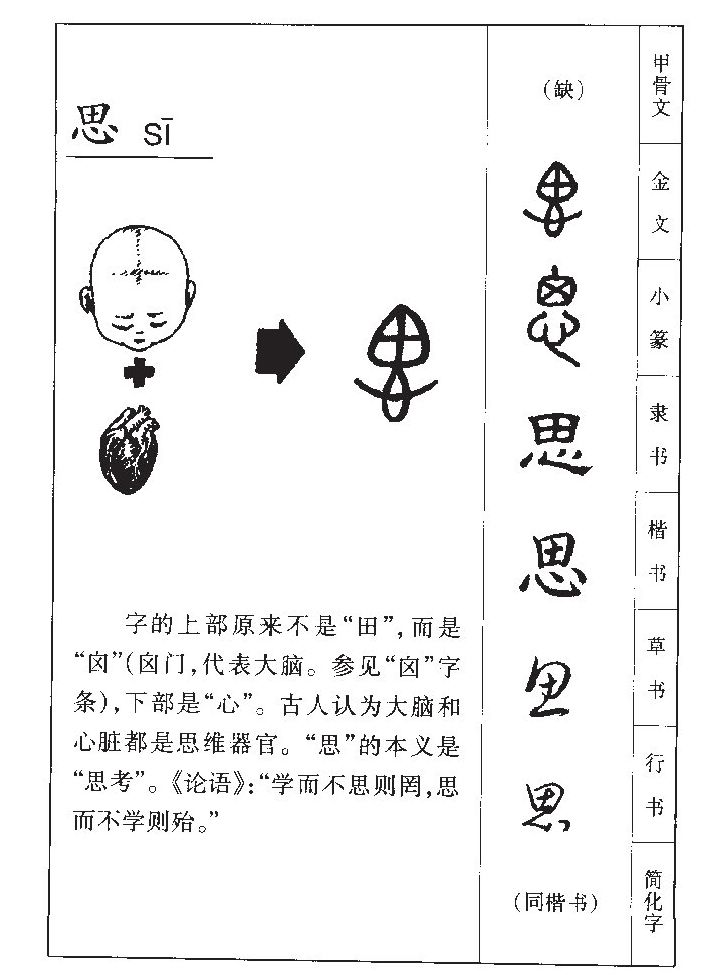 思 sī
字的上部原来不是“田”，而是
“囟”（囟门，代表大脑。参见“囟”字
条），下部是“心”。古人认为大脑和
心脏都是思维器官。“思”的本义是
“思考”。《论语》：“学而不思则罔，思
而不学则殆。”
（缺）
思
思
思
思
思
思
（同楷书）
甲骨文
金文
小篆
隶书
楷书
草书
行书
简化字